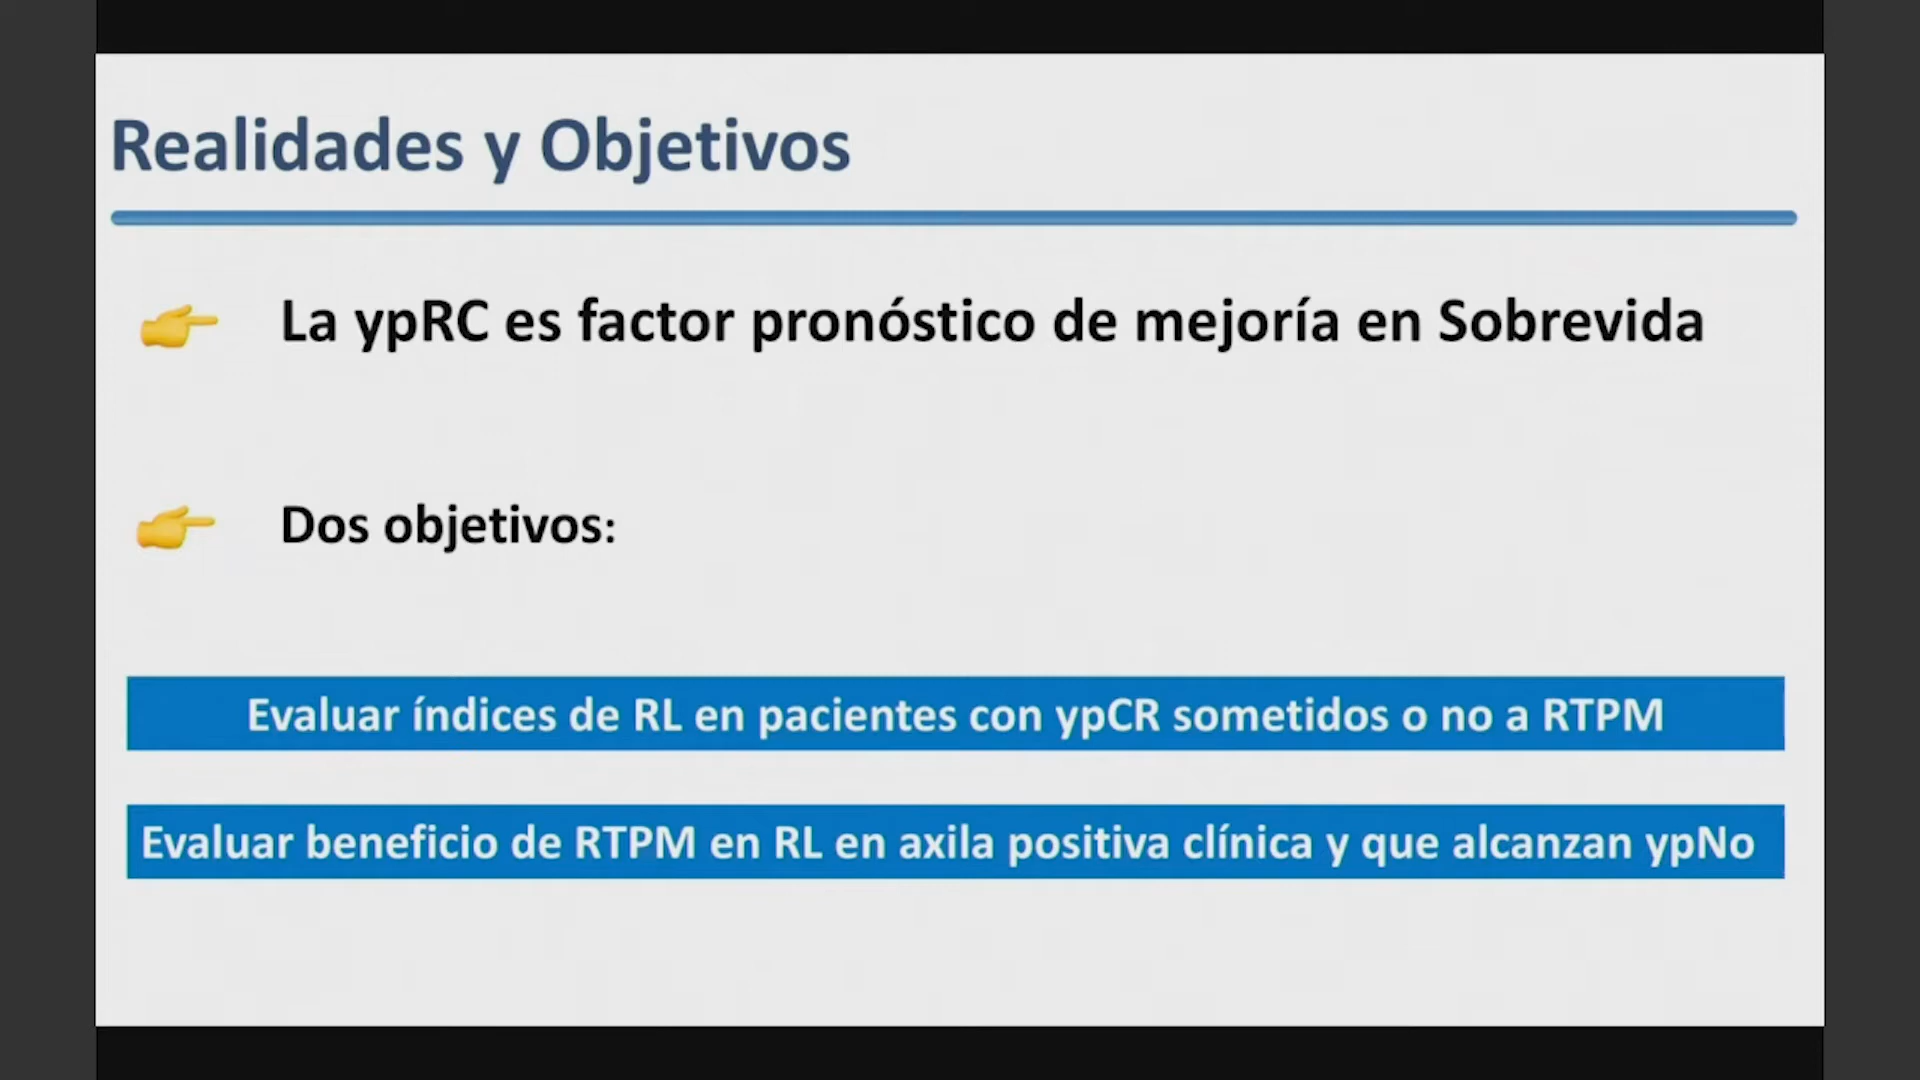 Realidades y Objetivos
La ypRC es factor pronóstico de mejoría en Sobrevida
Dos objetivos:
Evaluar índices de RL en pacientes con ypCR sometidos o no a RTPM
Evaluar beneficio de RTPM en RL en axila positiva clínica y que alcanzan ypNo